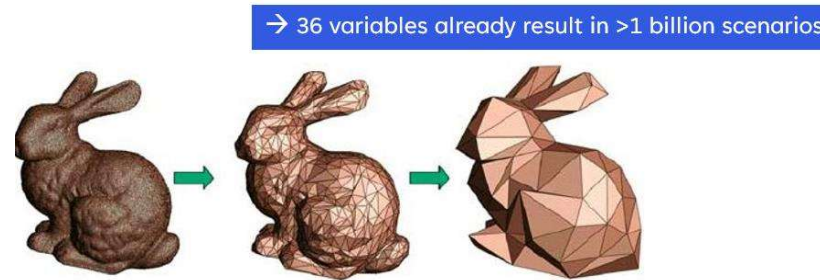 → 36 variables already result in >1 billion scenarios